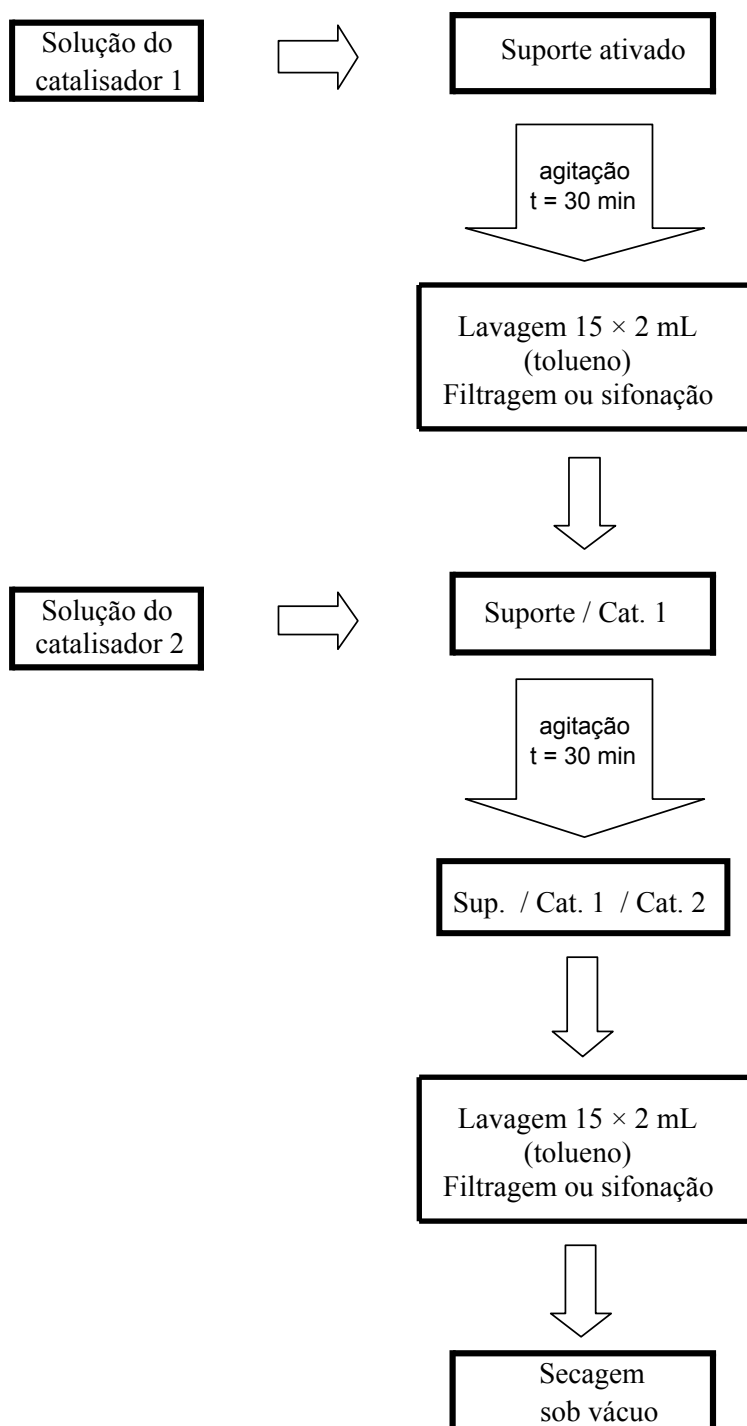 Solução do
catalisador 1
Suporte ativado
agitação
t = 30 min
Lavagem 15 × 2 mL
(tolueno)
Filtragem ou sifonação
Solução do
catalisador 2
Suporte / Cat. 1
agitação
t = 30 min
Sup. / Cat. 1 / Cat. 2
Lavagem 15 × 2 mL
(tolueno)
Filtragem ou sifonação
Secagem
sob vácuo